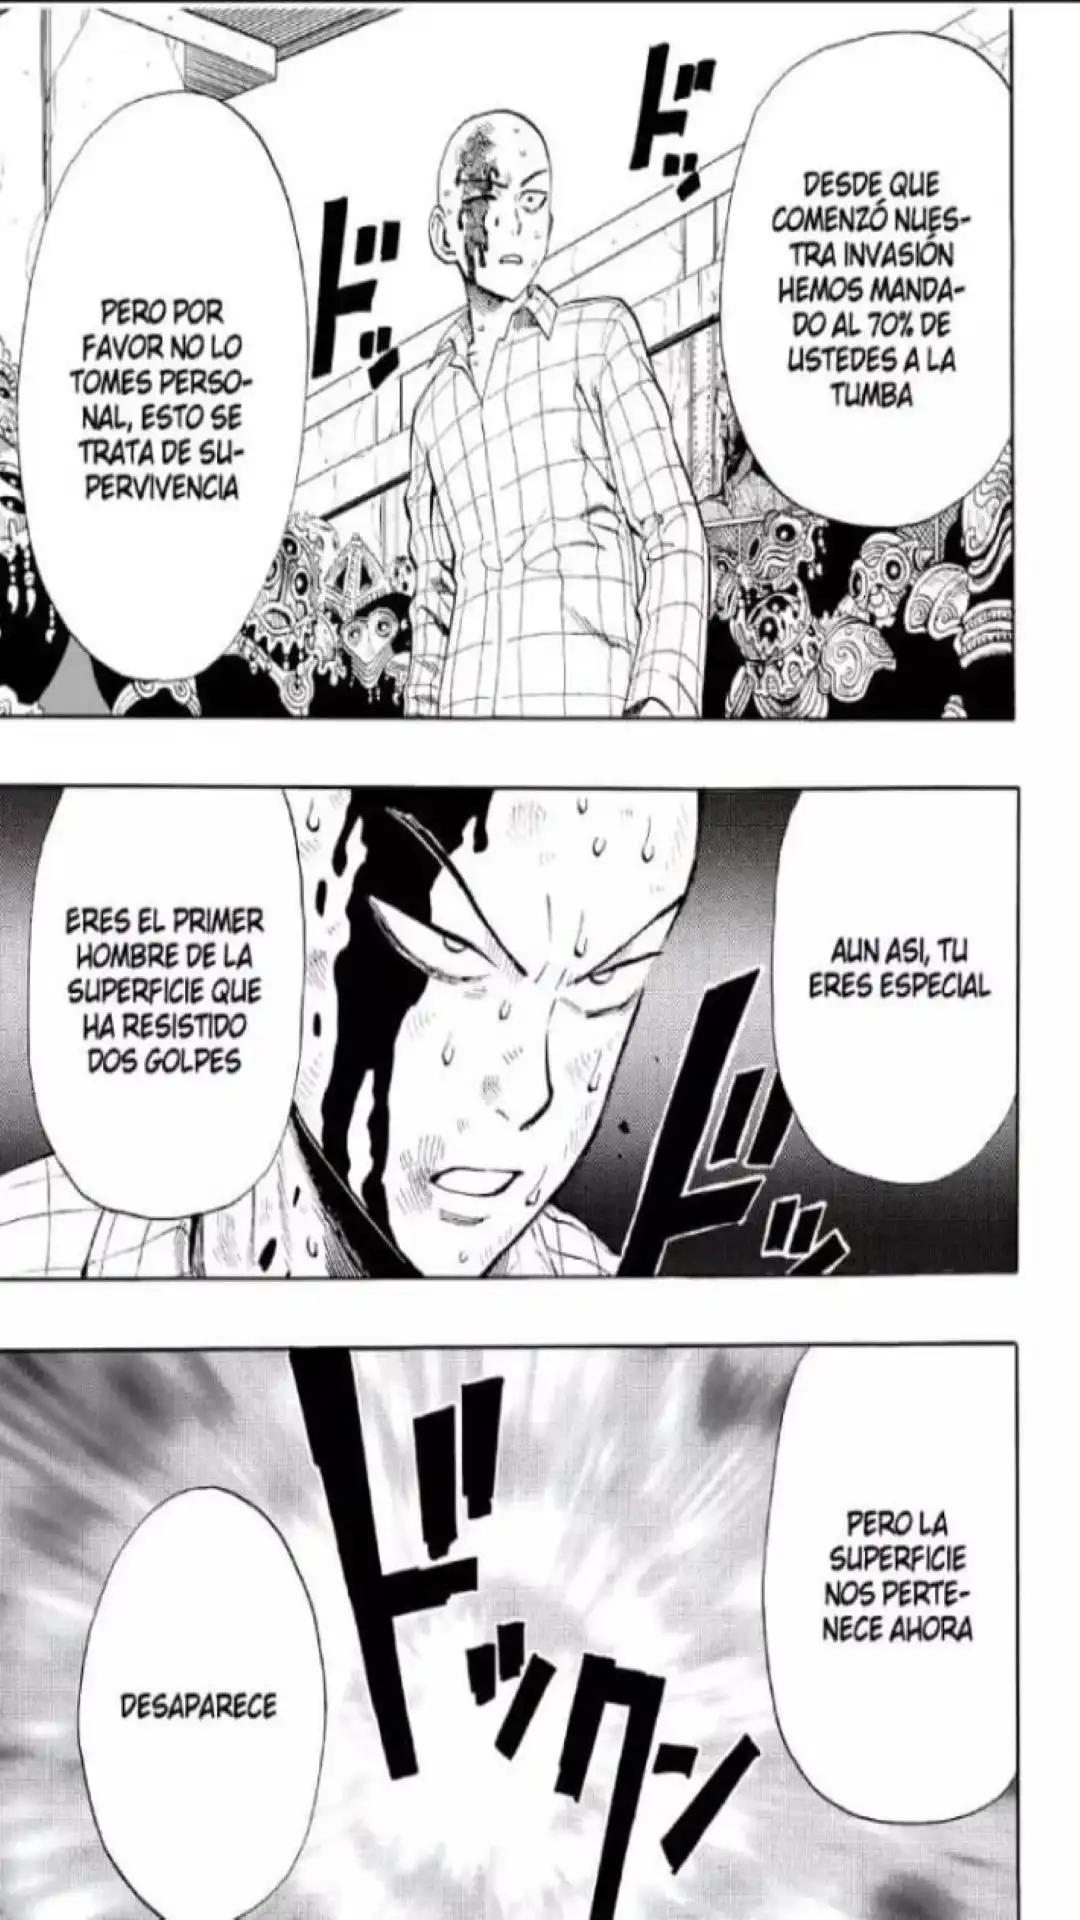 DESDE QUE
COMENZÓ NUES-
TRA INVASIÓN
HEMOS MANDA-
DO AL 70% DE
USTEDES A LA
TUMBA
ドッ
ドッ
PERO POR
FAVOR NO LO
TOMES PERSO-
NAL, ESTO SE
TRATA DE SU-
PERVIVENCIA
AUN ASI, TU
ERES ESPECIAL
ドッ
ERES EL PRIMER
HOMBRE DE LA
SUPERFICIE QUE
HA RESISTIDO
DOS GOLPES
PERO LA
SUPERFICIE
NOS PERTE-
NECE AHORA
ドックン
DESAPARECE